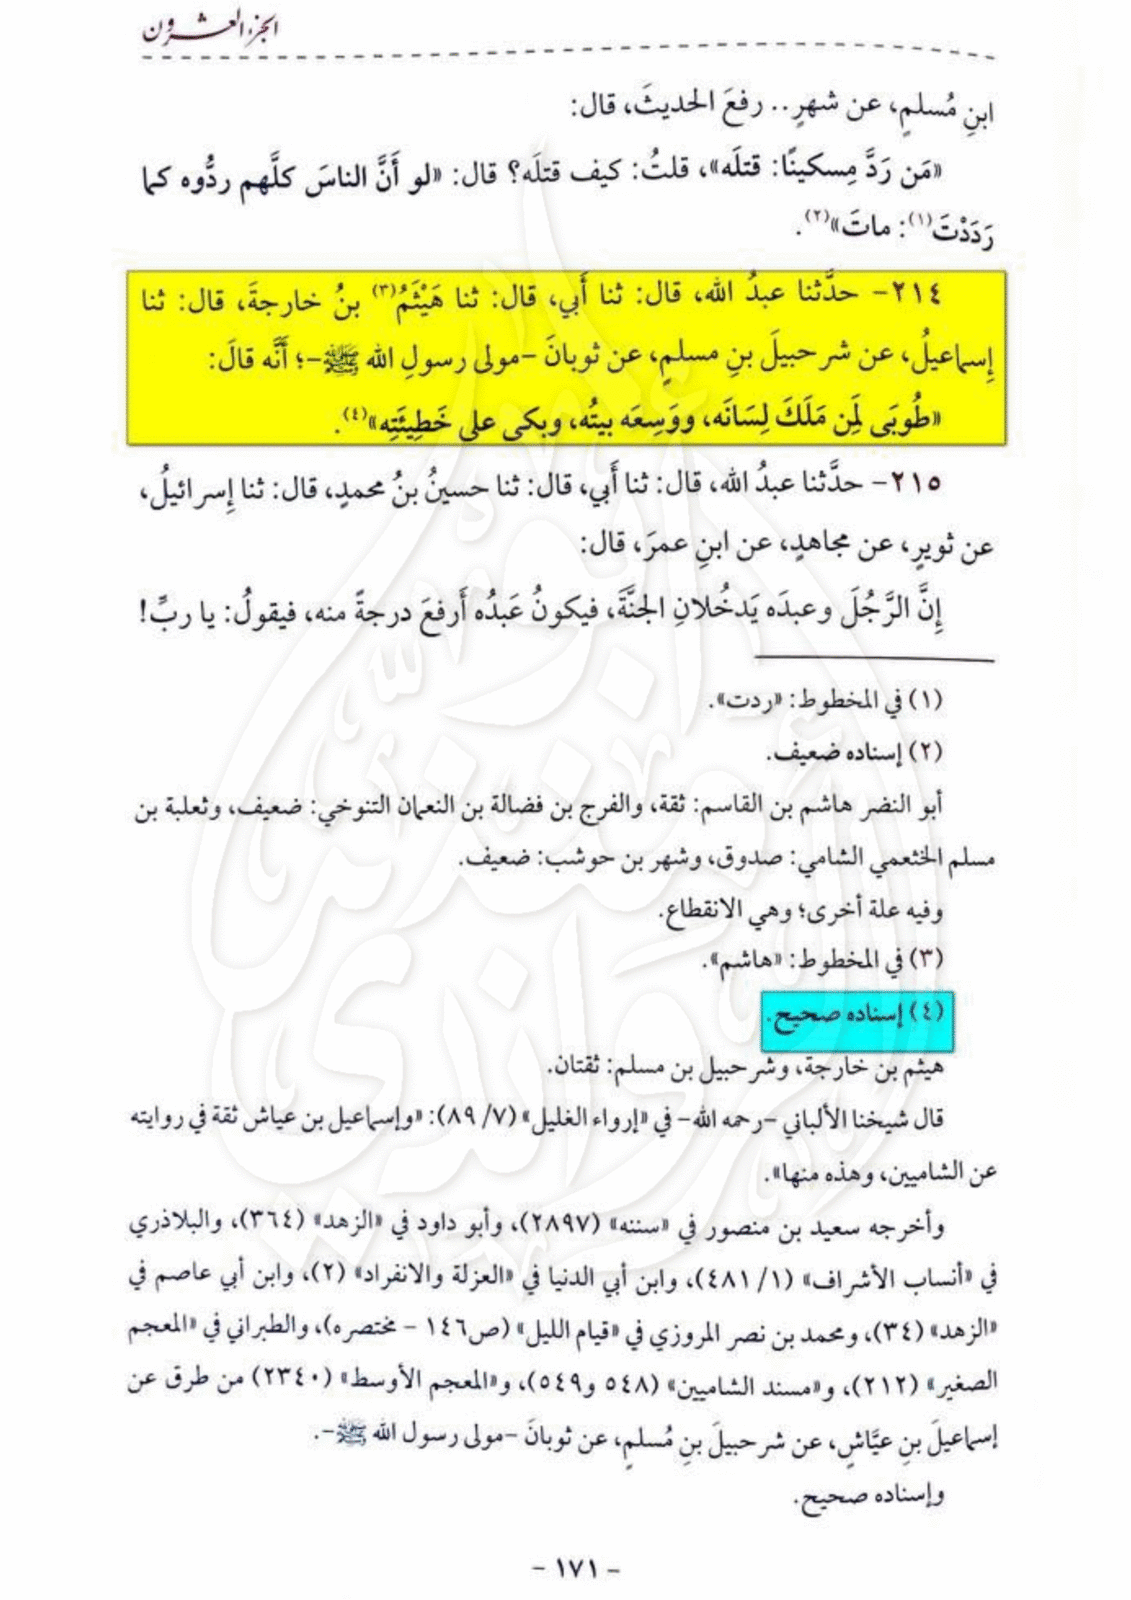 الجزء العشرون
ابنِ مُسلمٍ، عن شهرٍ.. رفعَ الحديثَ، قال:
«مَن رَدَّ مِسكينًا: قتلَه»، قلتُ: كيف قتلَه؟ قال: «لو أَنَّ الناسَ كلَّهم ردُّوه كما
رَدَدْتَ(١): ماتَ»(٢).
٢١٤- حدَّثنا عبدُ الله، قال: ثنا أَبي، قال: ثنا هَيْثَمُ(٣) بنُ خارجةَ، قال: ثنا
إِسماعيلُ، عن شرحبيلَ بنِ مسلمٍ، عن ثوبانَ -مولى رسولِ الله ﷺ-؛ أَنَّه قالَ:
«طُوبَى لِمَن مَلَكَ لِسَانَه، ووَسِعَه بيتُه، وبكى على خَطِيئَتِه»(٤).
٢١٥- حدَّثنا عبدُ الله، قال: ثنا أَبي، قال: ثنا حسينُ بنُ محمدٍ، قال: ثنا إِسرائيلُ،
عن ثويرٍ، عن مجاهدٍ، عن ابنِ عمرَ، قال:
إِنَّ الرَّجُلَ وعبدَه يَدخُلانِ الجنَّةَ، فيكونُ عَبدُه أَرفعَ درجةً منه، فيقولُ: يا ربِّ!
(١) في المخطوط: «ردت».
(٢) إسناده ضعيف.
أبو النضر هاشم بن القاسم: ثقة، والفرج بن فضالة بن النعمان التنوخي: ضعيف، وثعلبة بن
مسلم الخثعمي الشامي: صدوق، وشهر بن حوشب: ضعيف.
وفيه علة أخرى؛ وهي الانقطاع.
(٣) في المخطوط: «هاشم».
(٤) إسناده صحيح.
هيثم بن خارجة، وشرحبيل بن مسلم: ثقتان.
قال شيخنا الألباني -رحمه الله- في «إرواء الغليل» (٧/ ٨٩): «وإسماعيل بن عياش ثقة في روايته
عن الشاميين، وهذه منها».
وأخرجه سعيد بن منصور في «سننه» (٢٨٩٧)، وأبو داود في «الزهد» (٣٦٤)، والبلاذري
في «أنساب الأشراف» (١/ ٤٨١)، وابن أبي الدنيا في «العزلة والانفراد» (٢)، وابن أبي عاصم في
«الزهد» (٣٤)، ومحمد بن نصر المروزي في «قيام الليل» (ص١٤٦ - مختصره)، والطبراني في «المعجم
الصغير» (٢١٢)، و«مسند الشاميين» (٥٤٨ و٥٤٩)، و«المعجم الأوسط» (٢٣٤٠) من طرق عن
إسماعيلَ بنِ عيَّاشٍ، عن شرحبيلَ بنِ مُسلمٍ، عن ثوبانَ -مولى رسول الله ﷺ-.
وإسناده صحيح.
- ١٧١ -